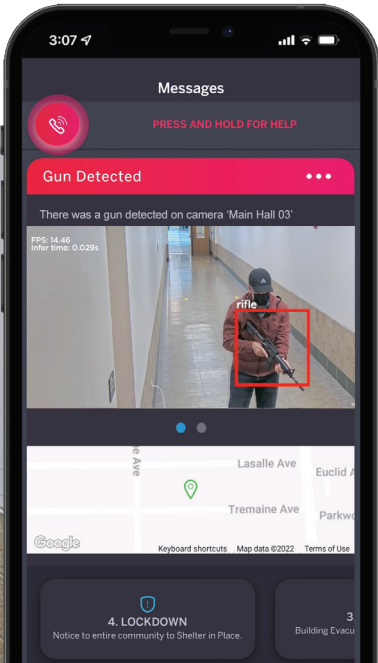 3:07
Messages
PRESS AND HOLD FOR HELP
Gun Detected
There was a gun detected on camera 'Main Hall 03'
FPS: 14.46
Infer time: 0.029s
rifle
e Ave
Lasalle Ave
Euclid A
Tremaine Ave
Parkwo
Google
Keyboard shortcuts Map data ©2022 Terms of Use
4. LOCKDOWN
Notice to entire community to Shelter in Place.
3.
Building Evacu